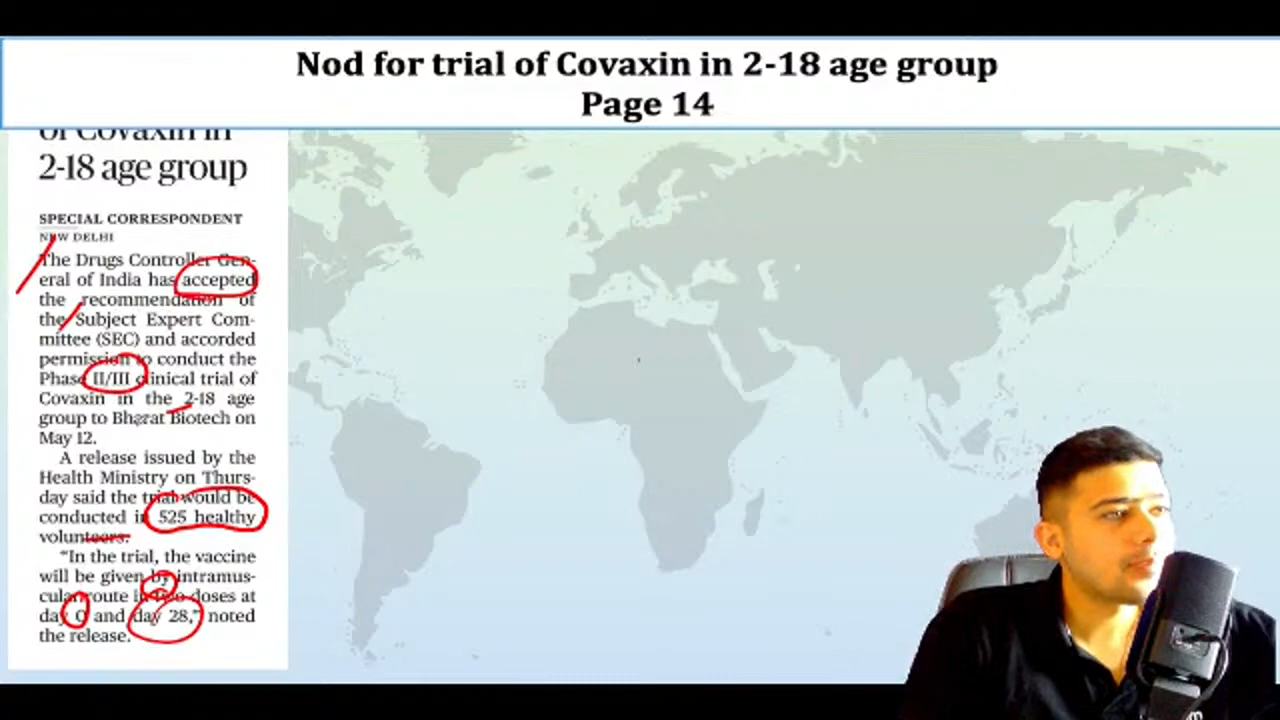 Nod for trial of Covaxin in 2-18 age group
Page 14
of Covaxin in
2-18 age group
SPECIAL CORRESPONDENT
NEW DELHI
The Drugs Controller Gen-
eral of India has accepted
the recommendation of
the Subject Expert Com-
mittee (SEC) and accorded
permission to conduct the
Phase II/III clinical trial of
Covaxin in the 2-18 age
group to Bharat Biotech on
May 12.
A release issued by the
Health Ministry on Thurs-
day said the trial would be
conducted in 525 healthy
volunteers.
“In the trial, the vaccine
will be given by intramus-
cular route in two doses at
day 0 and day 28,” noted
the release.